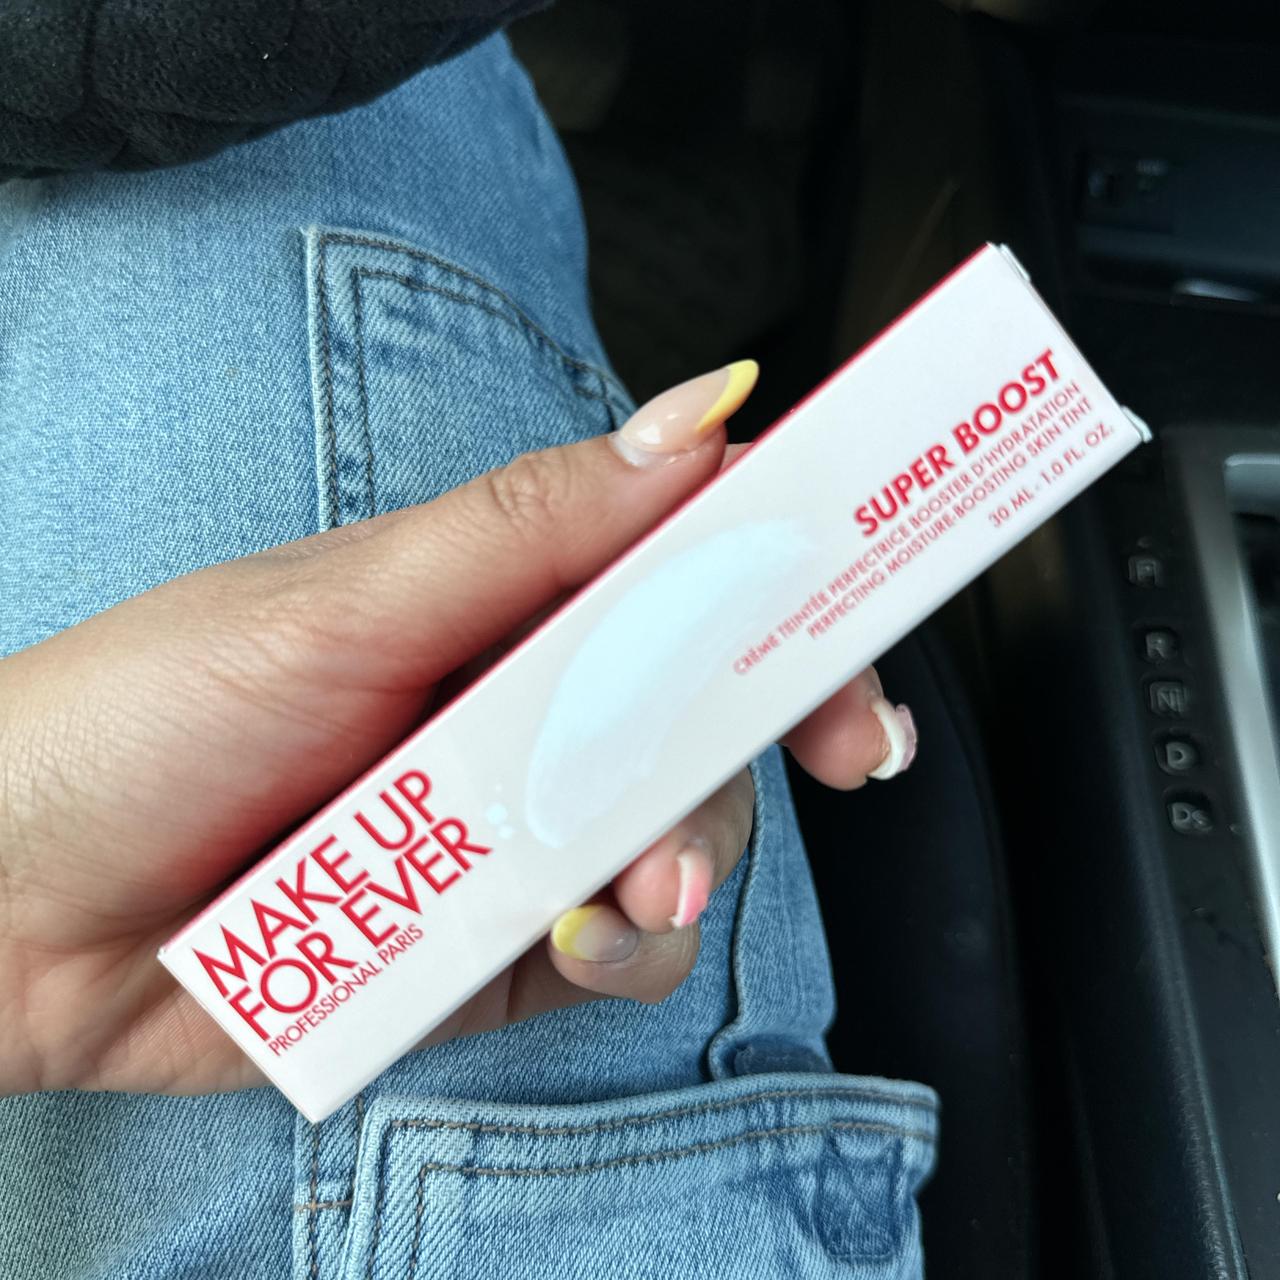 MAKE UP
FOR EVER
PROFESSIONAL PARIS
SUPER BOOST
CRÈME TEINTÉE PERFECTRICE BOOSTER D'HYDRATATION
PERFECTING MOISTURE-BOOSTING SKIN TINT
30 ML - 1.0 FL. OZ.
P
R
N
D
Ds